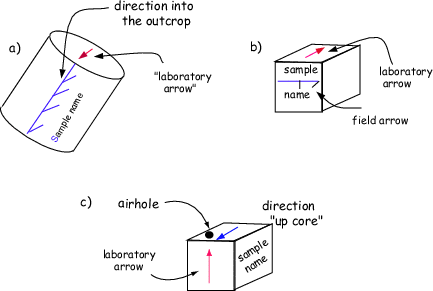 direction into
the outcrop
a)
"laboratory
arrow"
Sample name
b)
sample
name
laboratory
arrow
field arrow
c)
airhole
direction
"up core"
laboratory
arrow
sample
name